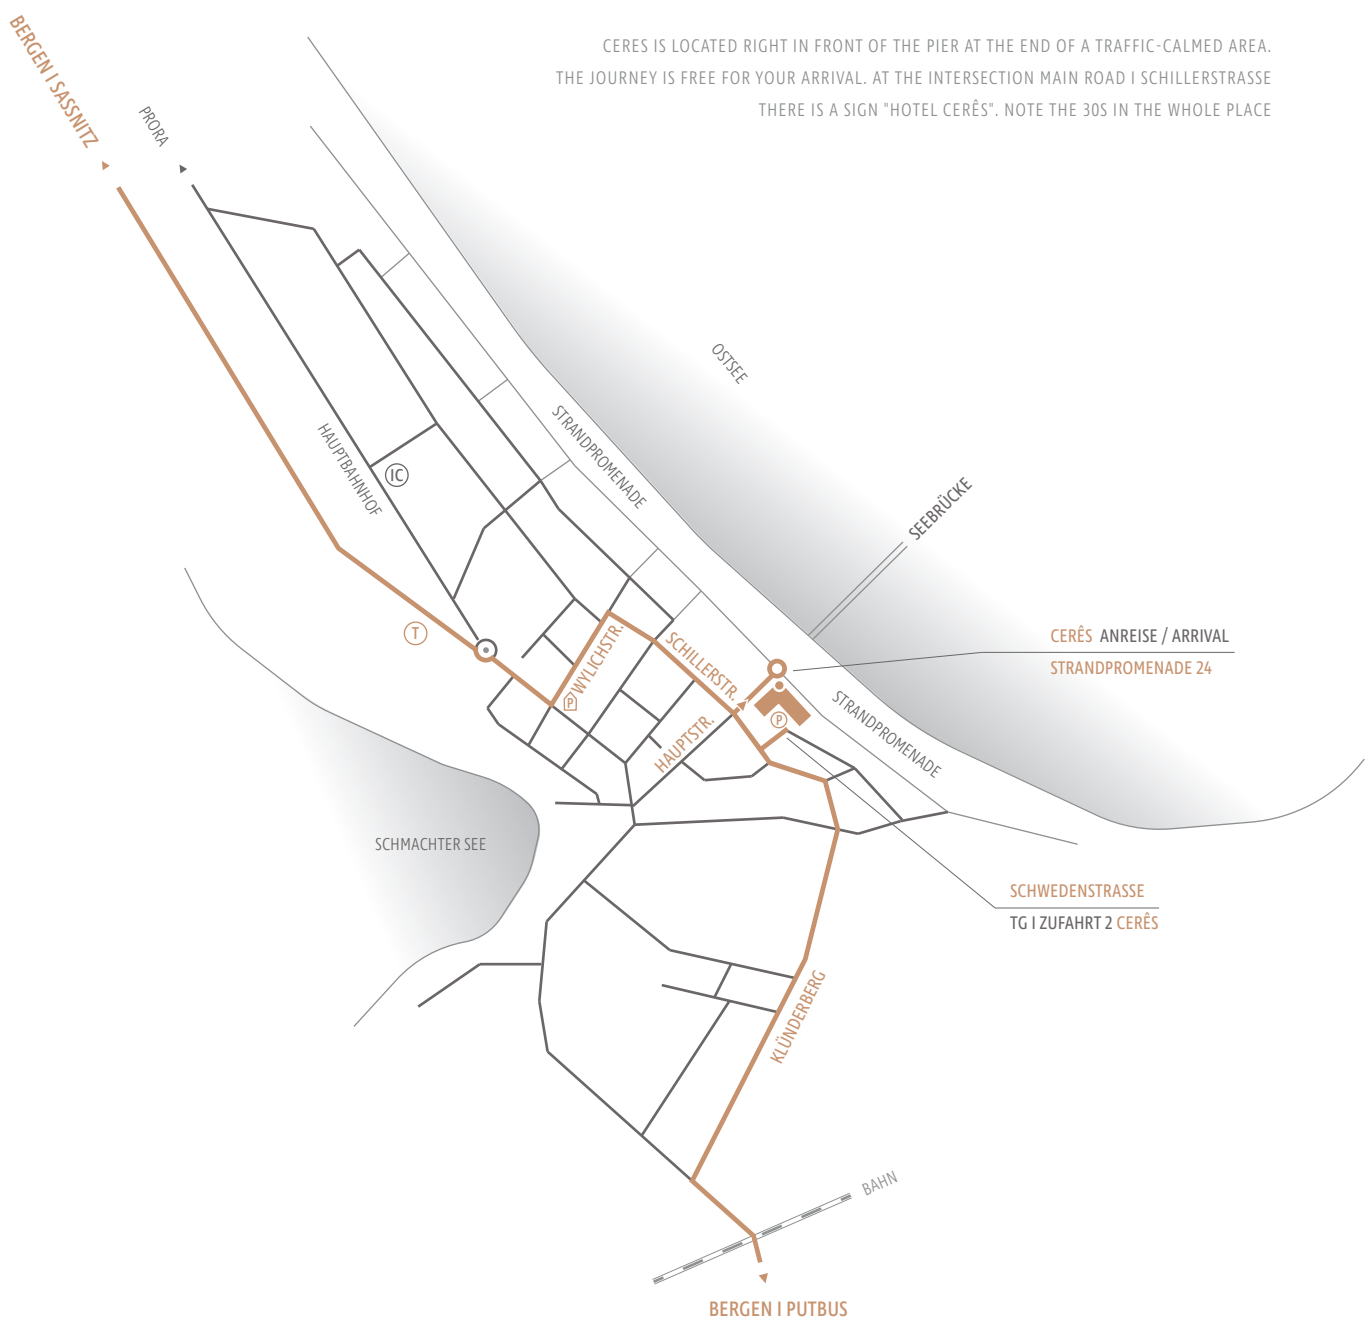 BERGEN I SASSNITZ
CERES IS LOCATED RIGHT IN FRONT OF THE PIER AT THE END OF A TRAFFIC-CALMED AREA.
THE JOURNEY IS FREE FOR YOUR ARRIVAL. AT THE INTERSECTION MAIN ROAD I SCHILLERSTRASSE
THERE IS A SIGN "HOTEL CERÊS". NOTE THE 30S IN THE WHOLE PLACE
PRORA
OSTSEE
STRANDPROMENADE
HAUPTBAHNHOF
IC
SEEBRÜCKE
T
WYLICHSTR.
P
SCHILLERSTR.
HAUPTSTR.
P
CERÊS ANREISE / ARRIVAL
STRANDPROMENADE 24
STRANDPROMENADE
SCHMACHTER SEE
SCHWEDENSTRASSE
TG I ZUFAHRT 2 CERÊS
KLÜNDERBERG
BAHN
BERGEN I PUTBUS